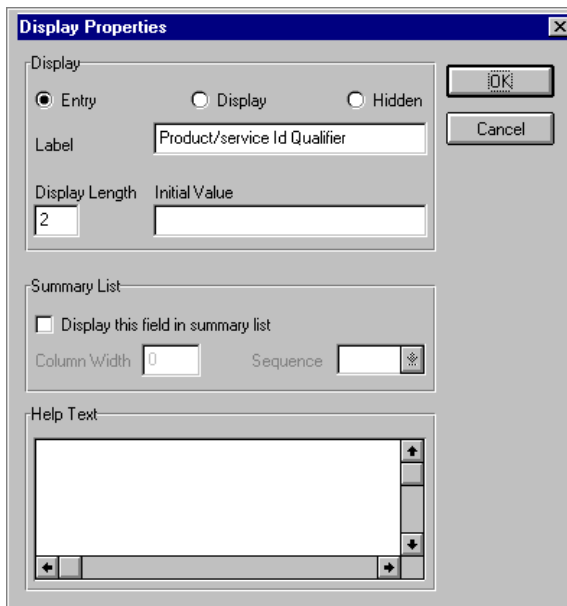 Display Properties
Display
OK
Entry Display Hidden
Cancel
Label Product/service Id Qualifier
Display Length Initial Value
2
Summary List
Display this field in summary list
Column Width 0 Sequence
Help Text